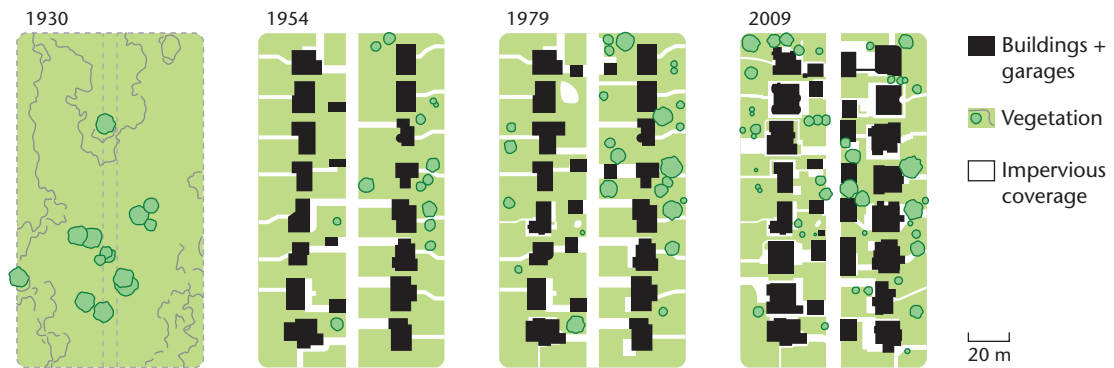 1930
1954
1979
2009
Buildings +
garages
Vegetation
Impervious
coverage
20 m